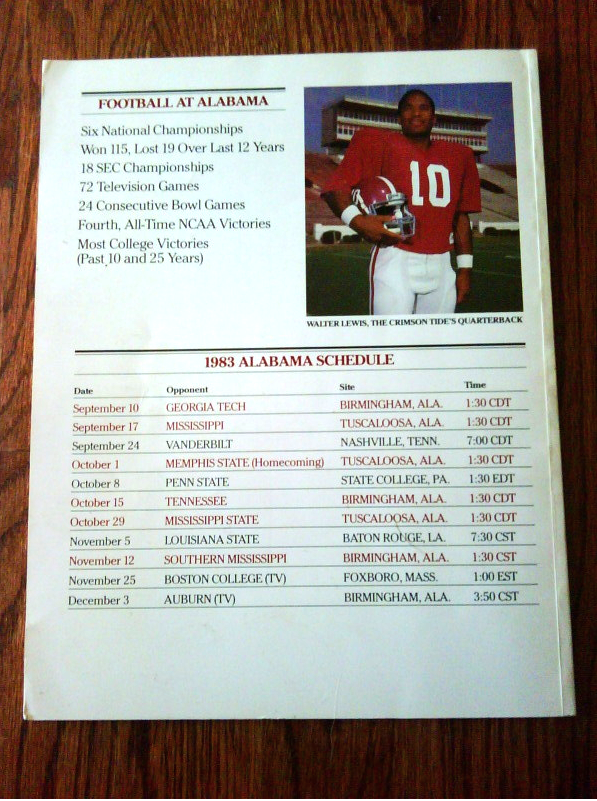 FOOTBALL AT ALABAMA
Six National Championships
Won 115, Lost 19 Over Last 12 Years
18 SEC Championships
72 Television Games
24 Consecutive Bowl Games
Fourth, All-Time NCAA Victories
Most College Victories
(Past 10 and 25 Years)
10
WALTER LEWIS, THE CRIMSON TIDE'S QUARTERBACK
1983 ALABAMA SCHEDULE
Date Opponent Site Time
September 10 GEORGIA TECH BIRMINGHAM, ALA. 1:30 CDT
September 17 MISSISSIPPI TUSCALOOSA, ALA. 1:30 CDT
September 24 VANDERBILT NASHVILLE, TENN. 7:00 CDT
October 1 MEMPHIS STATE (Homecoming) TUSCALOOSA, ALA. 1:30 CDT
October 8 PENN STATE STATE COLLEGE, PA. 1:30 EDT
October 15 TENNESSEE BIRMINGHAM, ALA. 1:30 CDT
October 29 MISSISSIPPI STATE TUSCALOOSA, ALA. 1:30 CDT
November 5 LOUISIANA STATE BATON ROUGE, LA. 7:30 CST
November 12 SOUTHERN MISSISSIPPI BIRMINGHAM, ALA. 1:30 CST
November 25 BOSTON COLLEGE (TV) FOXBORO, MASS. 1:00 EST
December 3 AUBURN (TV) BIRMINGHAM, ALA. 3:50 CST